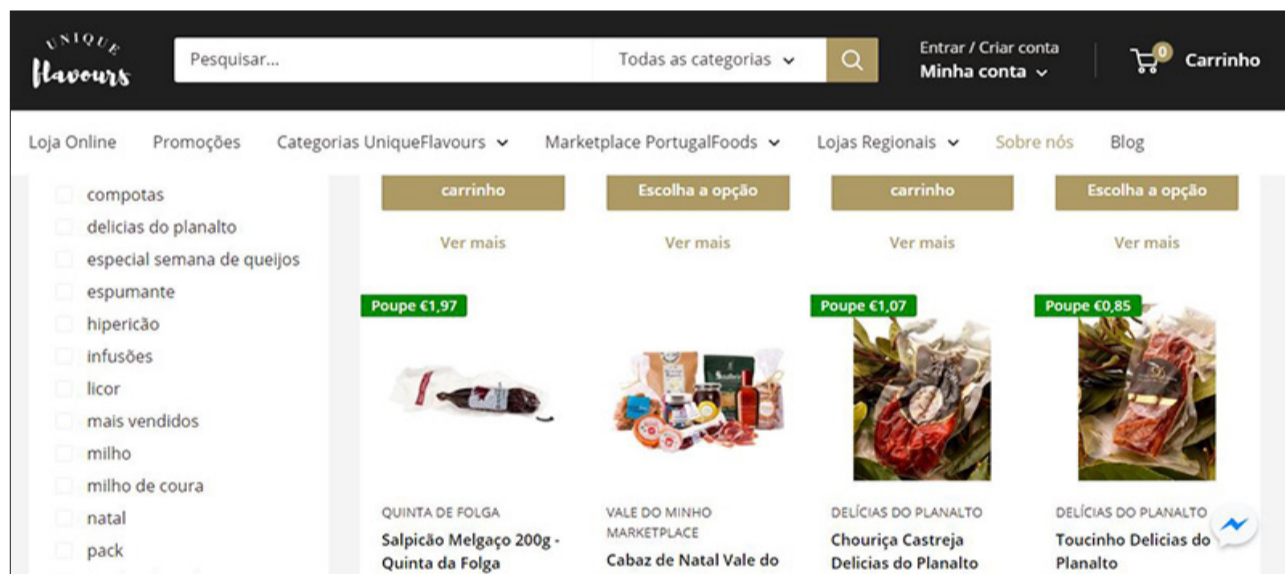 UNIQUE
flavours
Pesquisar...
Todas as categorias
Entrar / Criar conta
Minha conta
0
Carrinho
Loja Online
Promoções
Categorias UniqueFlavours
Marketplace PortugalFoods
Lojas Regionais
Sobre nós
Blog
compotas
delicias do planalto
especial semana de queijos
espumante
hipericão
infusões
licor
mais vendidos
milho
milho de coura
natal
pack
carrinho
Escolha a opção
carrinho
Escolha a opção
Ver mais
Ver mais
Ver mais
Ver mais
Poupe €1,97
QUINTA DE FOLGA
Salpicão Melgaço 200g -
Quinta da Folga
VALE DO MINHO
MARKETPLACE
Cabaz de Natal Vale do
Poupe €1,07
DELÍCIAS DO PLANALTO
Chouriça Castreja
Delicias do Planalto
Poupe €0,85
DELÍCIAS DO PLANALTO
Toucinho Delicias do
Planalto